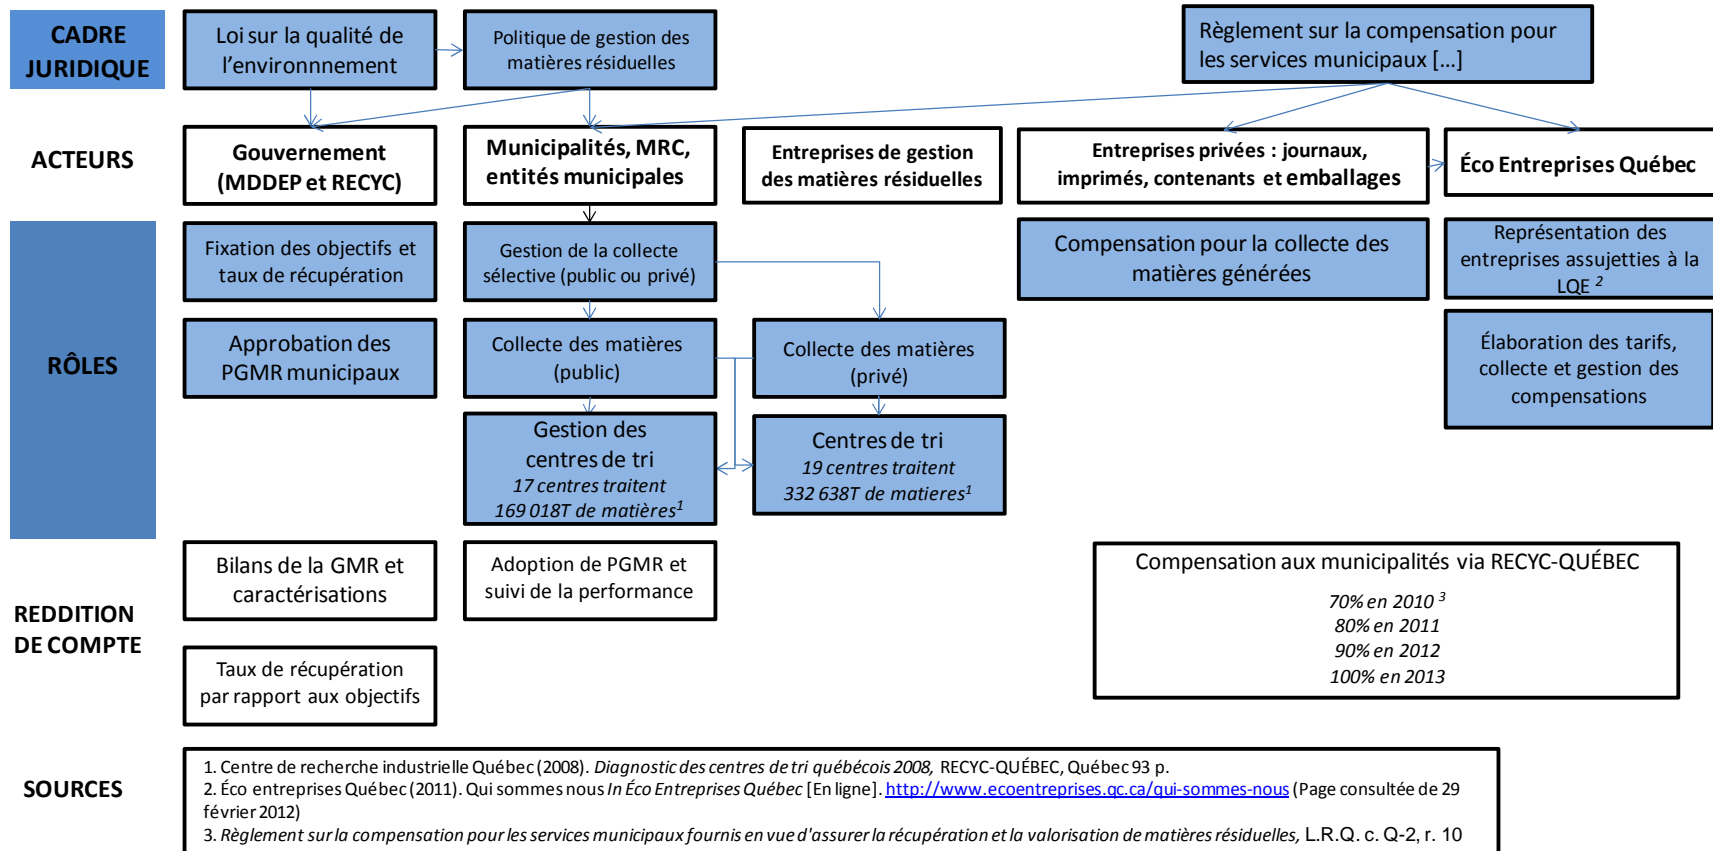 CADRE
JURIDIQUE
Loi sur la qualité de
l'environnnement
Politique de gestion des
matières résiduelles
Règlement sur la compensation pour
les services municipaux [...]
ACTEURS
Gouvernement
(MDDEP et RECYC)
Municipalités, MRC,
entités municipales
Entreprises de gestion
des matières résiduelles
Entreprises privées : journaux,
imprimés, contenants et emballages
Éco Entreprises Québec
RÔLES
Fixation des objectifs et
taux de récupération
Gestion de la collecte
sélective (public ou privé)
Compensation pour la collecte des
matières générées
Représentation des
entreprises assujetties à la
LQE 2
Approbation des
PGMR municipaux
Collecte des matières
(public)
Collecte des matières
(privé)
Élaboration des tarifs,
collecte et gestion des
compensations
Gestion des
centres de tri
17 centres traitent
169 018T de matières1
Centres de tri
19 centres traitent
332 638T de matieres1
REDDITION
DE COMPTE
Bilans de la GMR et
caractérisations
Adoption de PGMR et
suivi de la performance
Compensation aux municipalités via RECYC-QUÉBEC
70% en 2010 3
80% en 2011
90% en 2012
100% en 2013
Taux de récupération
par rapport aux objectifs
SOURCES
1. Centre de recherche industrielle Québec (2008). Diagnostic des centres de tri québécois 2008, RECYC-QUÉBEC, Québec 93 p.
2. Éco entreprises Québec (2011). Qui sommes nous In Éco Entreprises Québec [En ligne]. http://www.ecoentreprises.qc.ca/qui-sommes-nous (Page consultée de 29
février 2012)
3. Règlement sur la compensation pour les services municipaux fournis en vue d'assurer la récupération et la valorisation de matières résiduelles, L.R.Q. c. Q-2, r. 10